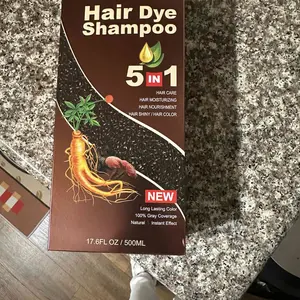 Hair Dye
Shampoo
5 IN 1
HAIR CARE
HAIR MOISTURIZING
HAIR NOURISHMENT
HAIR SHINY / HAIR COLOR
NEW
Long Lasting Color
100% Gray Coverage
Natural Instant Effect
17.6FL OZ / 500ML